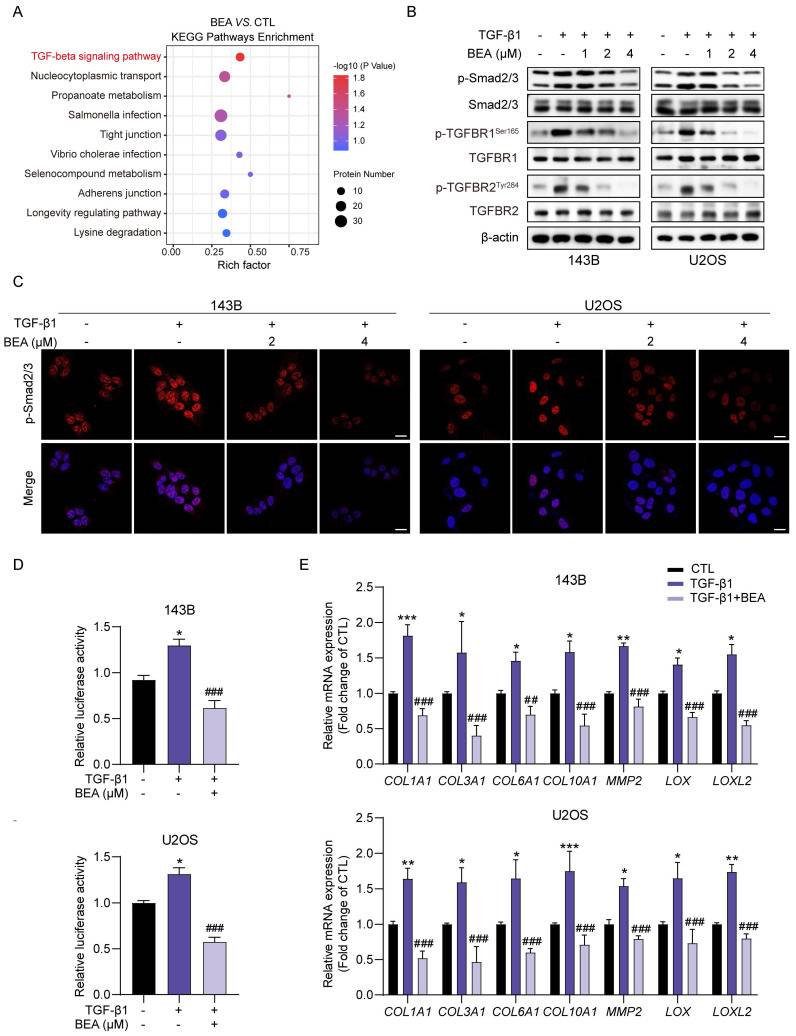 A
BEA VS. CTL
KEGG Pathways Enrichment
TGF-beta signaling pathway
Nucleocytoplasmic transport
Propanoate metabolism
Salmonella infection
Tight junction
Vibrio cholerae infection
Selenocompound metabolism
Adherens junction
Longevity regulating pathway
Lysine degradation
0.00 0.25 0.50 0.75
Rich factor
-log10 (P Value)
1.8
1.6
1.4
1.2
1.0
Protein Number
10
20
30
B
TGF-β1 - + + + + - + + + +
BEA (μM) - - 1 2 4 - - 1 2 4
p-Smad2/3
Smad2/3
p-TGFBR1Ser165
TGFBR1
p-TGFBR2Tyr284
TGFBR2
β-actin
143B U2OS
C
143B U2OS
TGF-β1 - + + + - + + +
BEA (μM) - - 2 4 - - 2 4
p-Smad2/3
Merge
D
143B
Relative luciferase activity
1.5
1.0
0.5
0.0
*
###
TGF-β1 - + +
BEA (μM) - - +
U2OS
Relative luciferase activity
1.5
1.0
0.5
0.0
*
###
TGF-β1 - + +
BEA (μM) - - +
E
CTL
TGF-β1
TGF-β1+BEA
143B
Relative mRNA expression
(Fold change of CTL)
2.5
2.0
1.5
1.0
0.5
0.0
*** * * * ** * *
### ### ## ### ### ### ###
COL1A1 COL3A1 COL6A1 COL10A1 MMP2 LOX LOXL2
U2OS
Relative mRNA expression
(Fold change of CTL)
2.5
2.0
1.5
1.0
0.5
0.0
** * * *** * * **
### ### ### ### ### ### ###
COL1A1 COL3A1 COL6A1 COL10A1 MMP2 LOX LOXL2